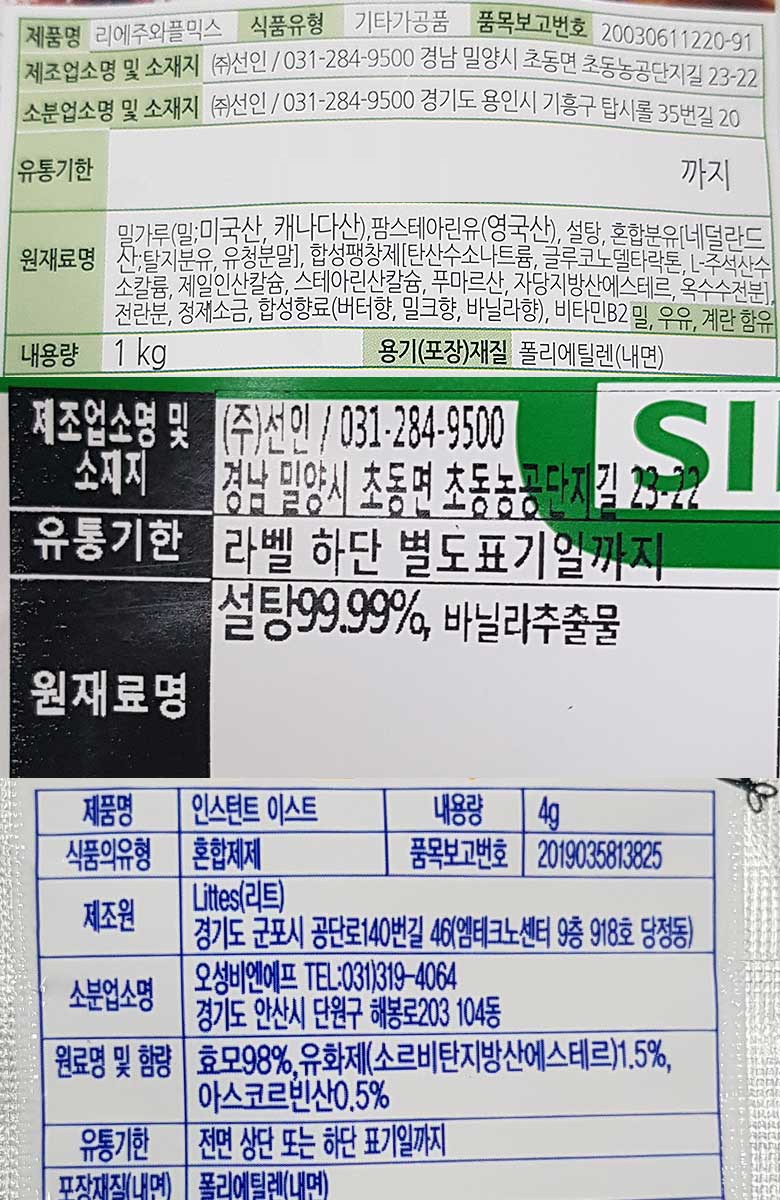 제품명 리에주와플믹스 식품유형 기타가공품 품목보고번호 20030611220-91
제조업소명 및 소재지 (주)선인 / 031-284-9500 경남 밀양시 초동면 초동농공단지길 23-22
소분업소명 및 소재지 (주)선인 / 031-284-9500 경기도 용인시 기흥구 탑시롤 35번길 20
유통기한 까지
원재료명 밀가루(밀;미국산, 캐나다산),팜스테아린유(영국산), 설탕, 혼합분유[네덜란드
산;탈지분유, 유청분말], 합성팽창제[탄산수소나트륨, 글루코노델타락톤, L-주석산수
소칼륨, 제일인산칼슘, 스테아린산칼슘, 푸마르산, 자당지방산에스테르, 옥수수전분],
전란분, 정제소금, 합성향료(버터향, 밀크향, 바닐라향), 비타민B2 밀, 우유, 계란 함유
내용량 1 kg 용기(포장)재질 폴리에틸렌(내면)
제조업소명 및 소재지
(주)선인 / 031-284-9500
경남 밀양시 초동면 초동농공단지길 23-22
SI
유통기한 라벨 하단 별도표기일까지
원재료명 설탕99.99%, 바닐라추출물
제품명 인스턴트 이스트 내용량 4g
식품의유형 혼합제제 품목보고번호 2019035813825
제조원 Littes(리트)
경기도 군포시 공단로140번길 46(엠테크노센터 9층 918호 당정동)
소분업소명 오성비엔에프 TEL:031)319-4064
경기도 안산시 단원구 해봉로203 104동
원료명 및 함량 효모98%,유화제(소르비탄지방산에스테르)1.5%,
아스코르빈산0.5%
유통기한 전면 상단 또는 하단 표기일까지
포장재질(내면) 폴리에틸렌(내면)